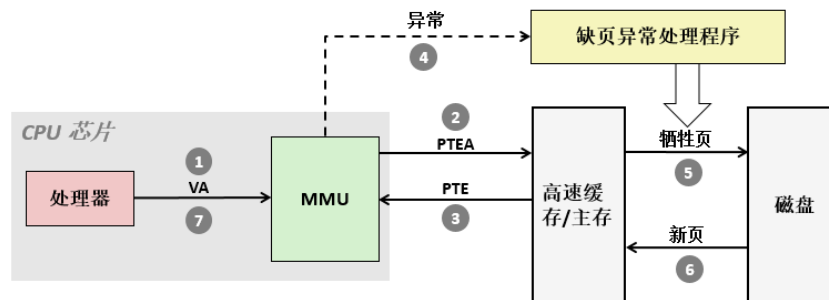 异常
4
缺页异常处理程序
CPU 芯片
1
VA
7
处理器
MMU
2
PTEA
PTE
3
高速缓
存/主存
牺牲页
5
新页
6
磁盘